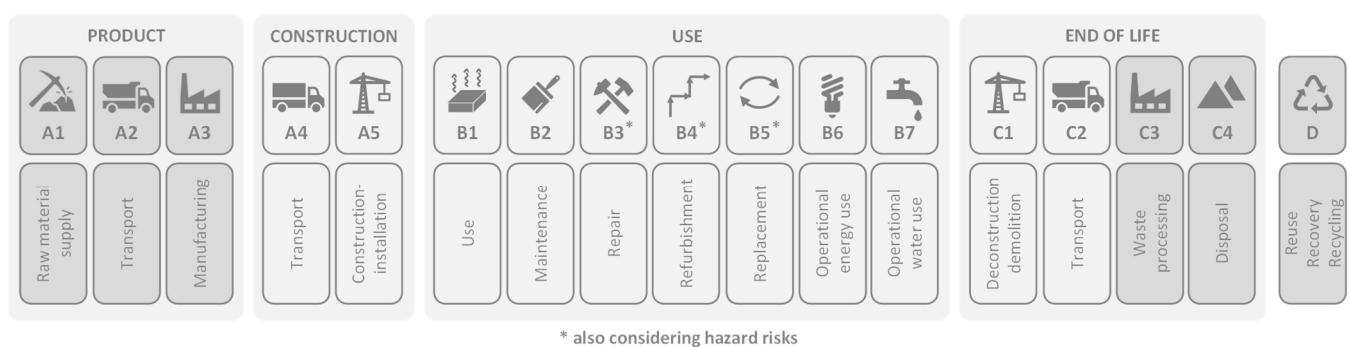 PRODUCT
CONSTRUCTION
USE
END OF LIFE
A1
A2
A3
A4
A5
B1
B2
B3*
B4*
B5*
B6
B7
C1
C2
C3
C4
D
Raw material
supply
Transport
Manufacturing
Transport
Construction-
installation
Use
Maintenance
Repair
Refurbishment
Replacement
Operational
energy use
Operational
water use
Deconstruction
demolition
Transport
Waste
processing
Disposal
Reuse
Recovery
Recycling
* also considering hazard risks